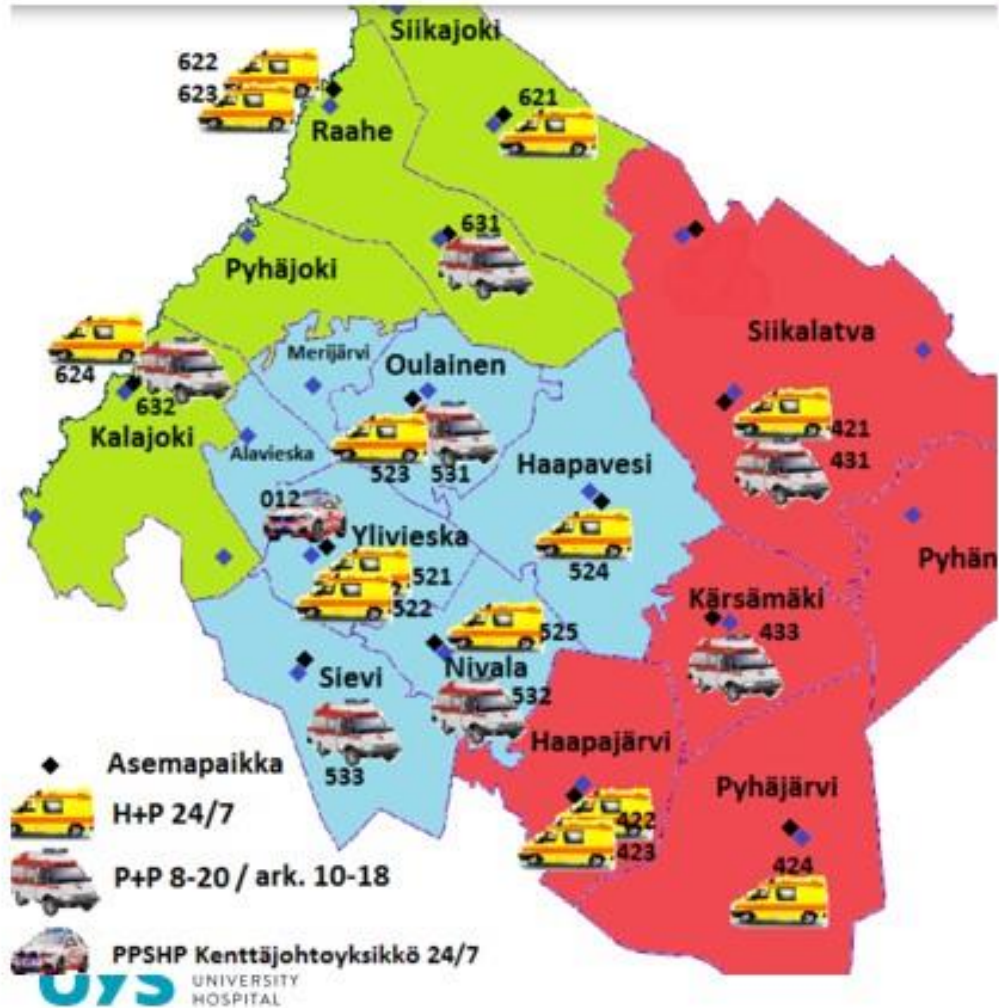 Siikajoki
622
623
621
Raahe
631
Pyhäjoki
Siikalatva
624
Merijärvi
Oulainen
632
Kalajoki
Alavieska
523
531
Haapavesi
421
431
012
Ylivieska
524
Pyhän
521
522
Kärsämäki
433
525
Nivala
Sievi
532
Haapajärvi
533
Pyhäjärvi
422
423
424
Asemapaikka
H+P 24/7
P+P 8-20 / ark. 10-18
PPSHP Kenttäjohtoyksikkö 24/7
OYS UNIVERSITY
HOSPITAL